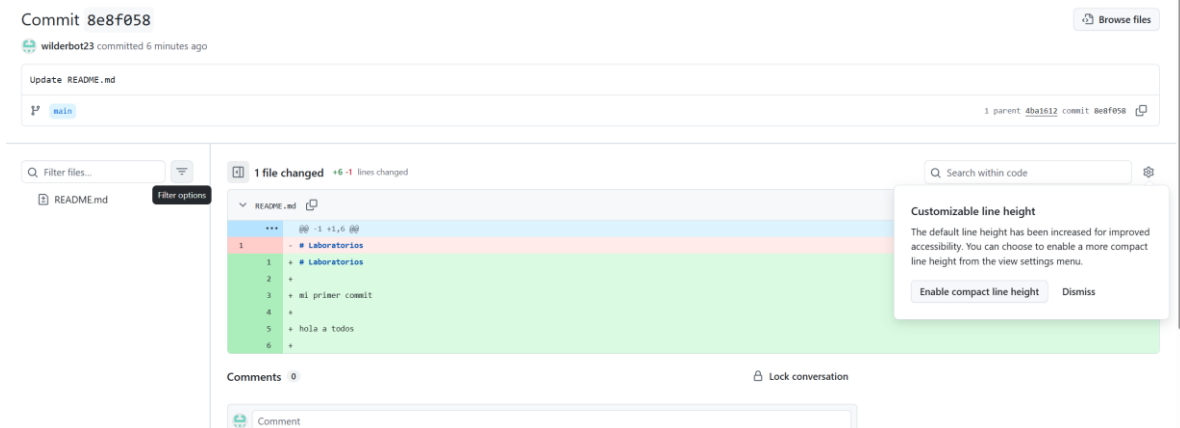 Commit 8e8f058
Browse files
wilderbot23 committed 6 minutes ago
Update README.md
main
1 parent 4ba1612 commit 8e8f058
Filter files...
Filter options
README.md
1 file changed +6 -1 lines changed
Search within code
README.md
@@ -1 +1,6 @@
1 - # Laboratorios
1 + # Laboratorios
2 +
3 + mi primer commit
4 +
5 + hola a todos
6 +
Customizable line height
The default line height has been increased for improved
accessibility. You can choose to enable a more compact
line height from the view settings menu.
Enable compact line height Dismiss
Comments 0
Lock conversation
Comment